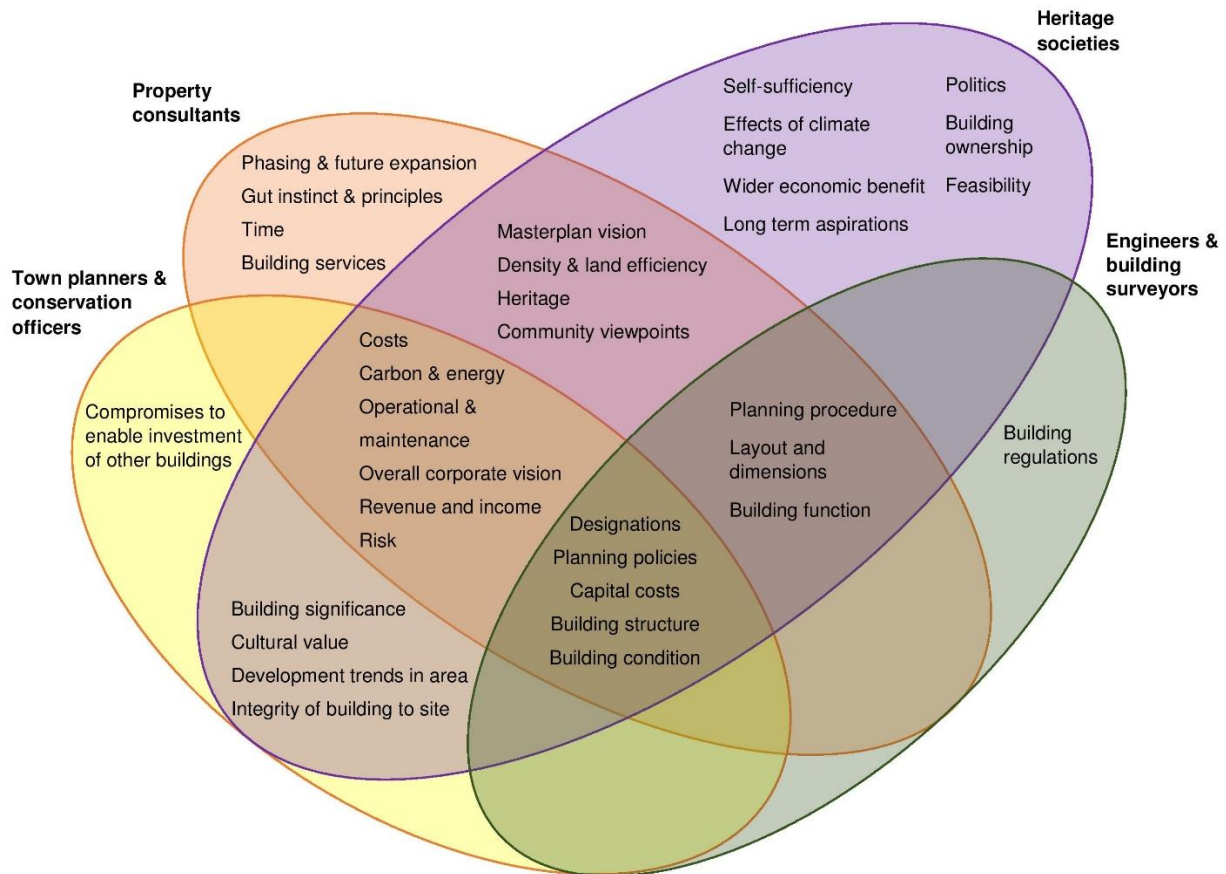 Heritage
societies
Property
consultants
Self-sufficiency
Politics
Effects of climate
change
Building
ownership
Wider economic benefit
Feasibility
Long term aspirations
Phasing & future expansion
Gut instinct & principles
Time
Building services
Masterplan vision
Density & land efficiency
Heritage
Community viewpoints
Engineers &
building
surveyors
Town planners &
conservation
officers
Costs
Carbon & energy
Operational &
maintenance
Overall corporate vision
Revenue and income
Risk
Compromises to
enable investment
of other buildings
Planning procedure
Layout and
dimensions
Building function
Building
regulations
Designations
Planning policies
Capital costs
Building structure
Building condition
Building significance
Cultural value
Development trends in area
Integrity of building to site